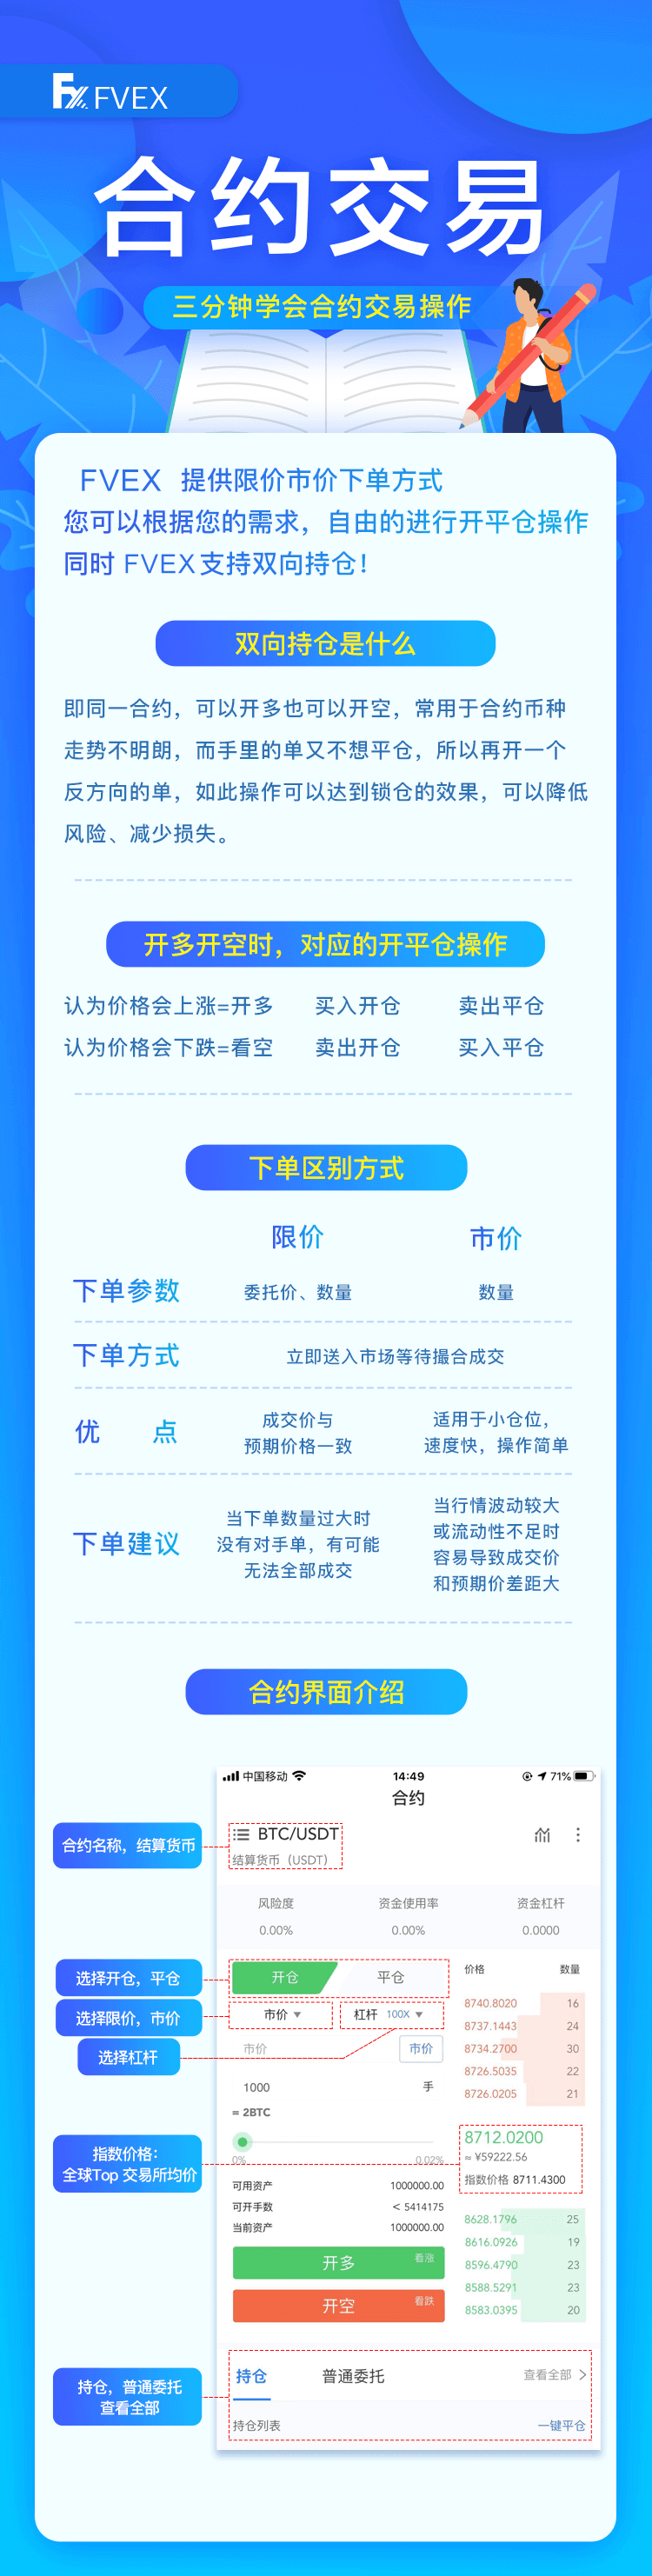 FVEX
合约交易
三分钟学会合约交易操作
FVEX 提供限价市价下单方式
您可以根据您的需求，自由的进行开平仓操作
同时 FVEX支持双向持仓！
双向持仓是什么
即同一合约，可以开多也可以开空，常用于合约币种
走势不明朗，而手里的单又不想平仓，所以再开一个
反方向的单，如此操作可以达到锁仓的效果，可以降低
风险、减少损失。
开多开空时，对应的开平仓操作
认为价格会上涨=开多 买入开仓 卖出平仓
认为价格会下跌=看空 卖出开仓 买入平仓
下单区别方式
限价 市价
下单参数 委托价、数量 数量
下单方式 立即送入市场等待撮合成交
优 点
成交价与
预期价格一致
适用于小仓位，
速度快，操作简单
下单建议
当下单数量过大时
没有对手单，有可能
无法全部成交
当行情波动较大
或流动性不足时
容易导致成交价
和预期价差距大
合约界面介绍
中国移动 14:49 71%
合约
合约名称，结算货币
BTC/USDT
结算货币（USDT）
风险度 资金使用率 资金杠杆
0.00% 0.00% 0.0000
选择开仓，平仓
开仓 平仓
选择限价，市价
市价 杠杆 100X
选择杠杆
市价 市价
1000 手
= 2BTC
指数价格：
全球Top 交易所均价
0% 0.02%
可用资产 1000000.00
可开手数 < 5414175
当前资产 1000000.00
开多 看涨
开空 看跌
价格 数量
8740.8020 16
8737.1443 24
8734.2700 30
8726.5035 22
8726.0205 21
8712.0200
≈ ¥59222.56
指数价格 8711.4300
8628.1796 25
8616.0926 19
8596.4790 23
8588.5291 23
8583.0395 20
持仓，普通委托
查看全部
持仓 普通委托 查看全部
持仓列表 一键平仓